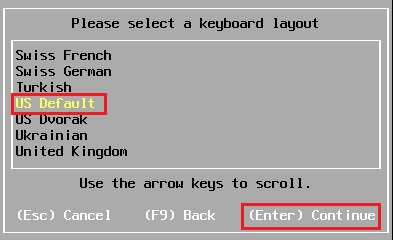 Please select a keyboard layout
Swiss French
Swiss German
Turkish
US Default
US Dvorak
Ukrainian
United Kingdom
Use the arrow keys to scroll.
(Esc) Cancel (F9) Back (Enter) Continue